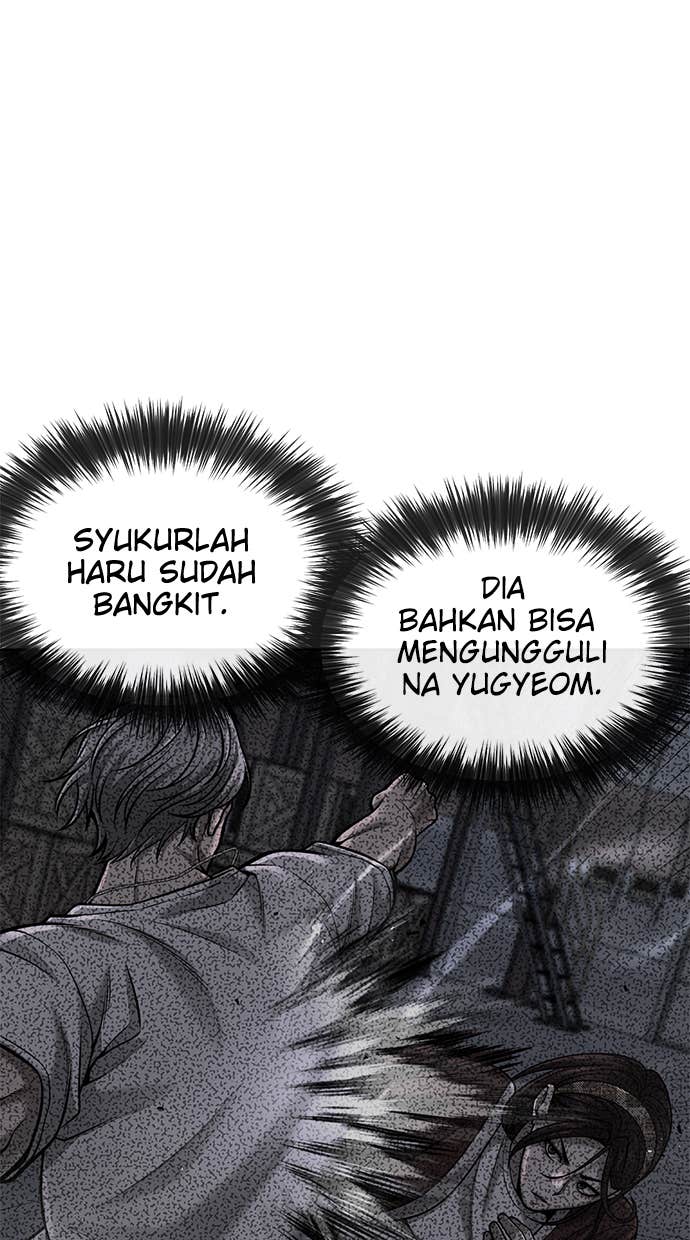 SYUKURLAH
HARU SUDAH
BANGKIT.
DIA
BAHKAN BISA
MENGUNGGULI
NA YUGYEOM.